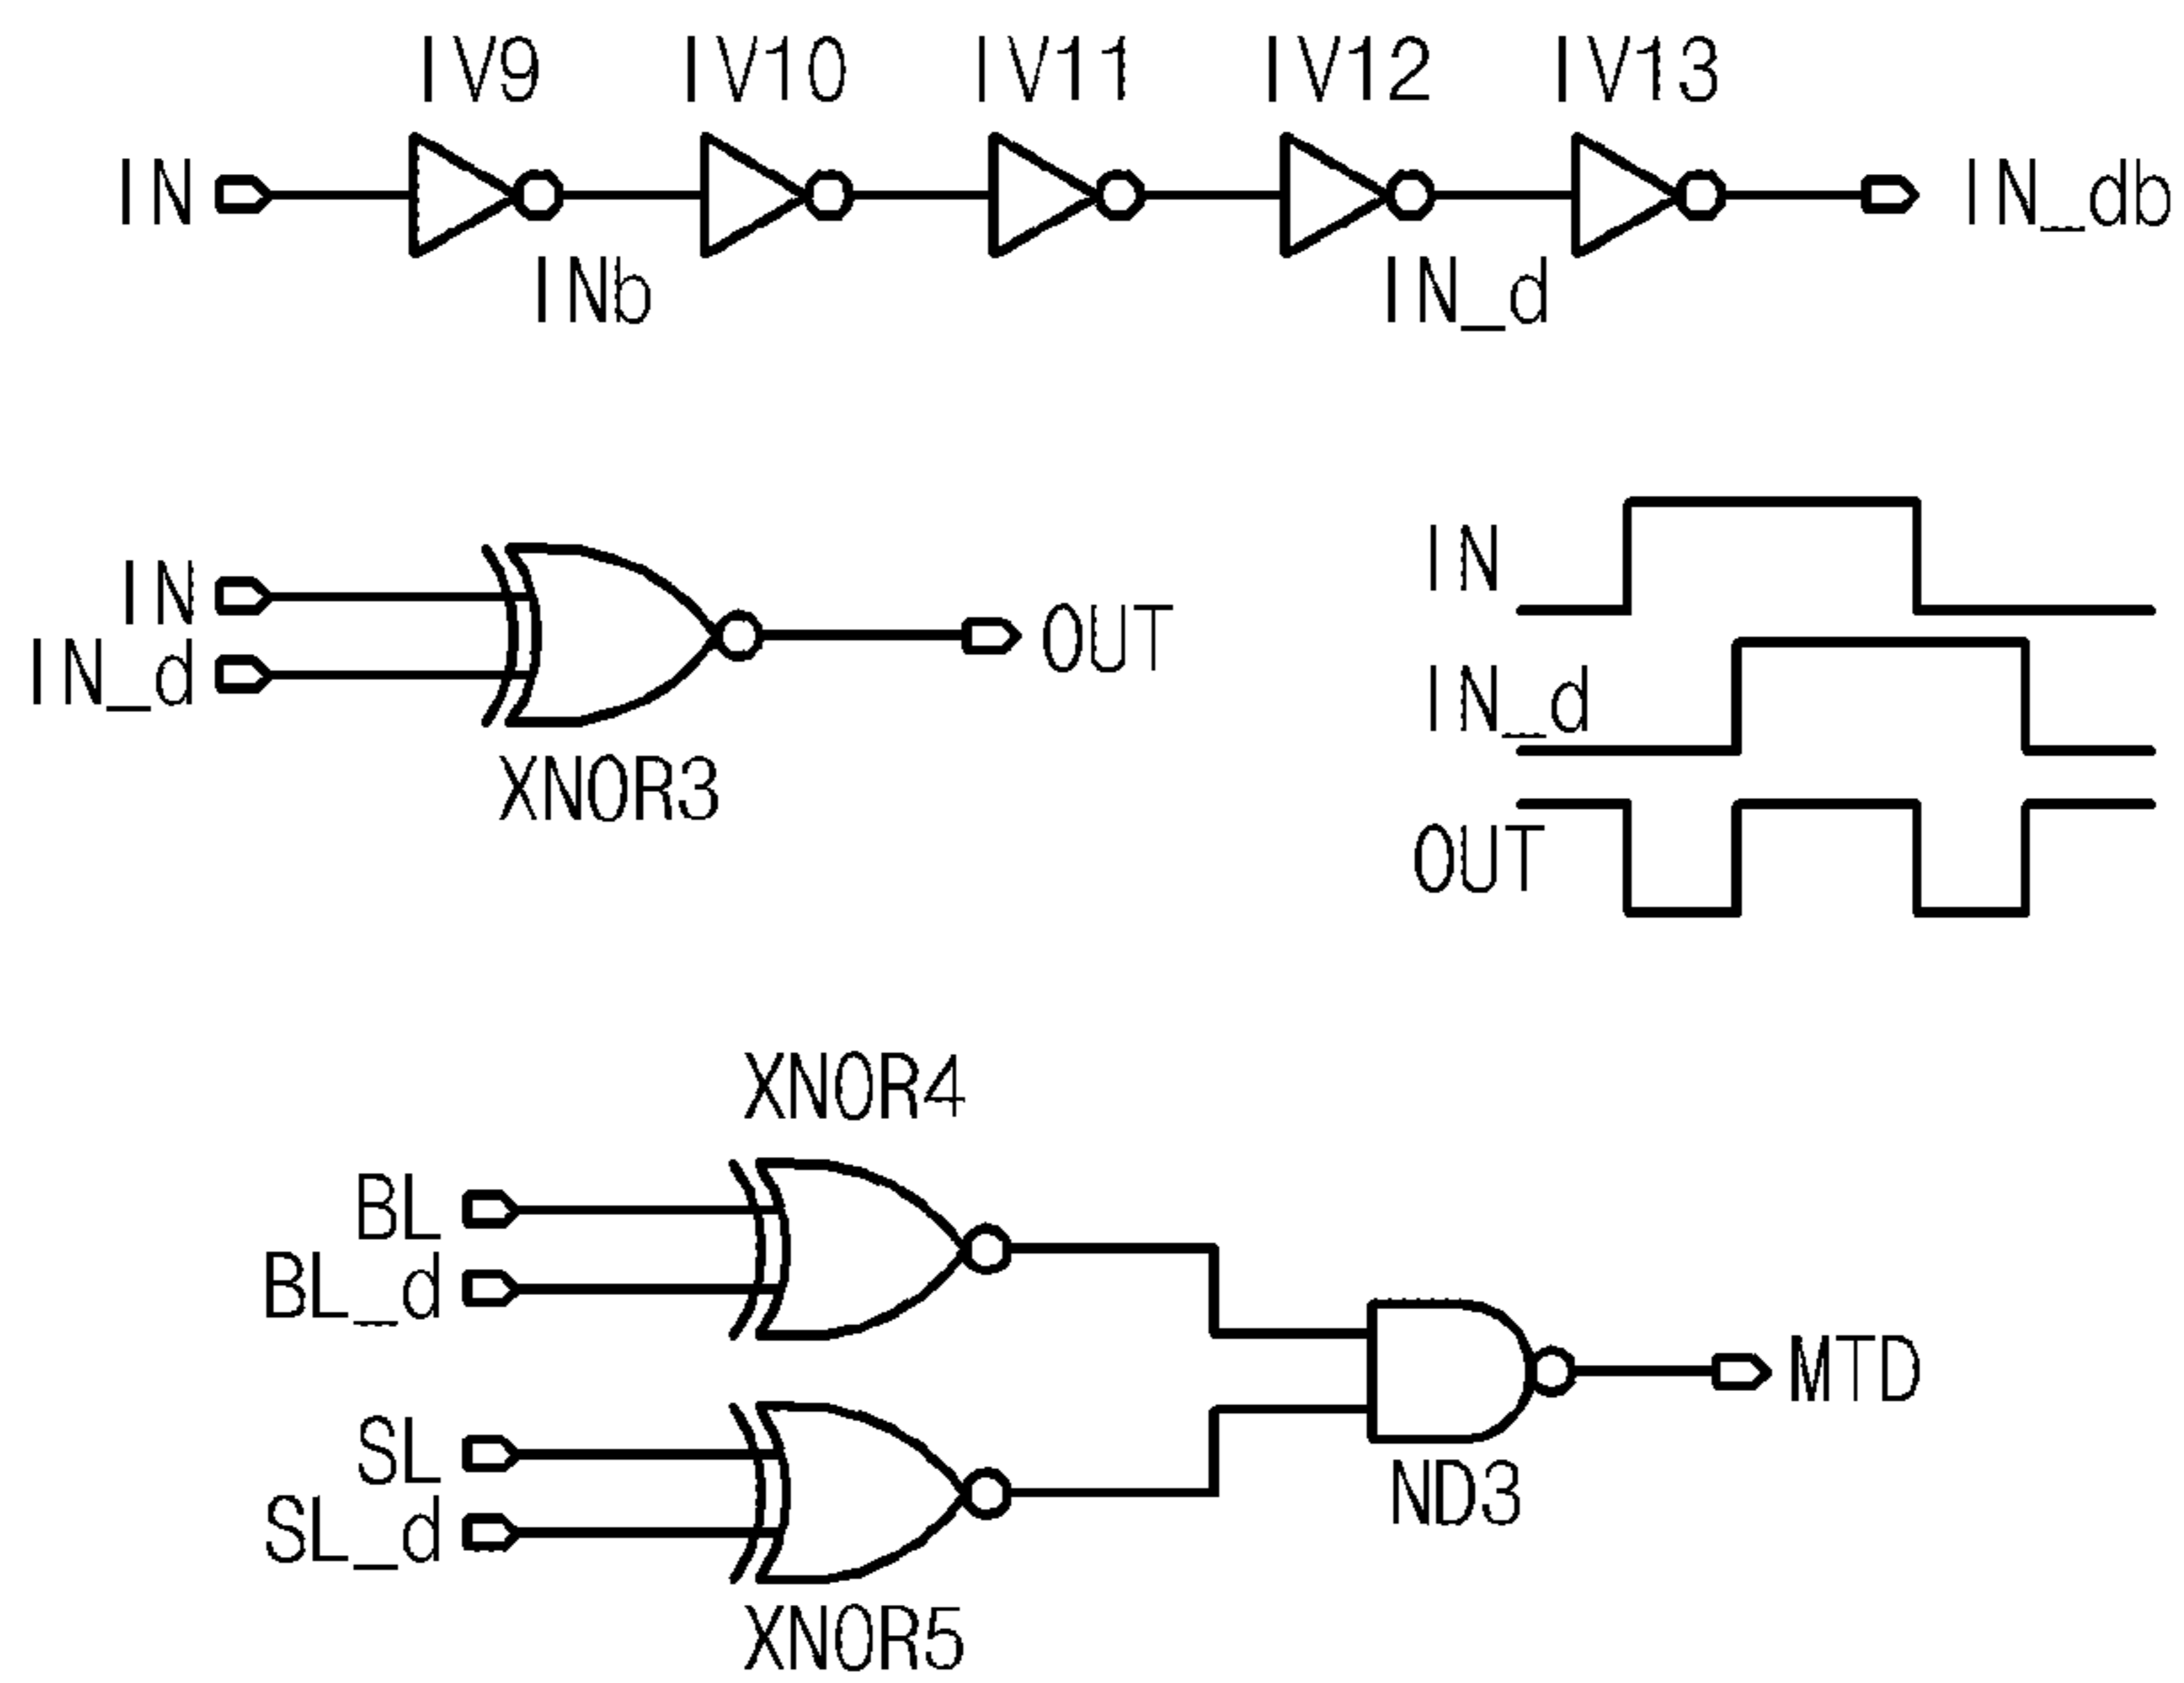 IV9 IV10 IV11 IV12 IV13
IN IN_db
INb IN_d
IN
IN_d
OUT
XNOR3
IN
IN_d
OUT
XNOR4
BL
BL_d
SL
SL_d
XNOR5
ND3
MTD